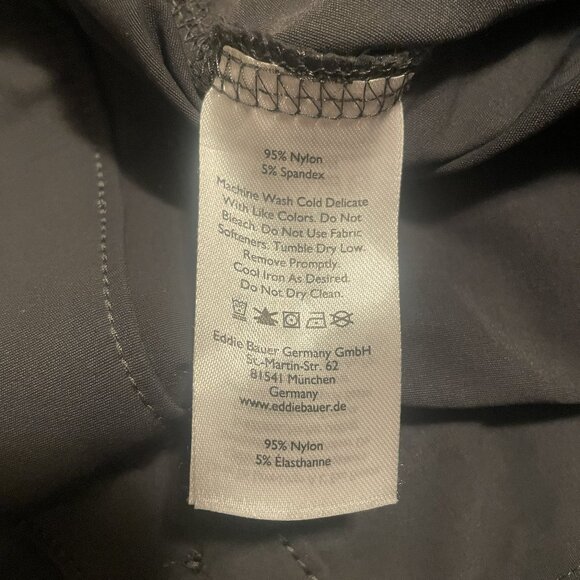 95% Nylon
5% Spandex
Machine Wash Cold Delicate
With Like Colors. Do Not
Bleach. Do Not Use Fabric
Softeners. Tumble Dry Low.
Remove Promptly.
Cool Iron As Desired.
Do Not Dry Clean.
Eddie Bauer Germany GmbH
St.-Martin-Str. 62
81541 München
Germany
www.eddiebauer.de
95% Nylon
5% Élasthanne